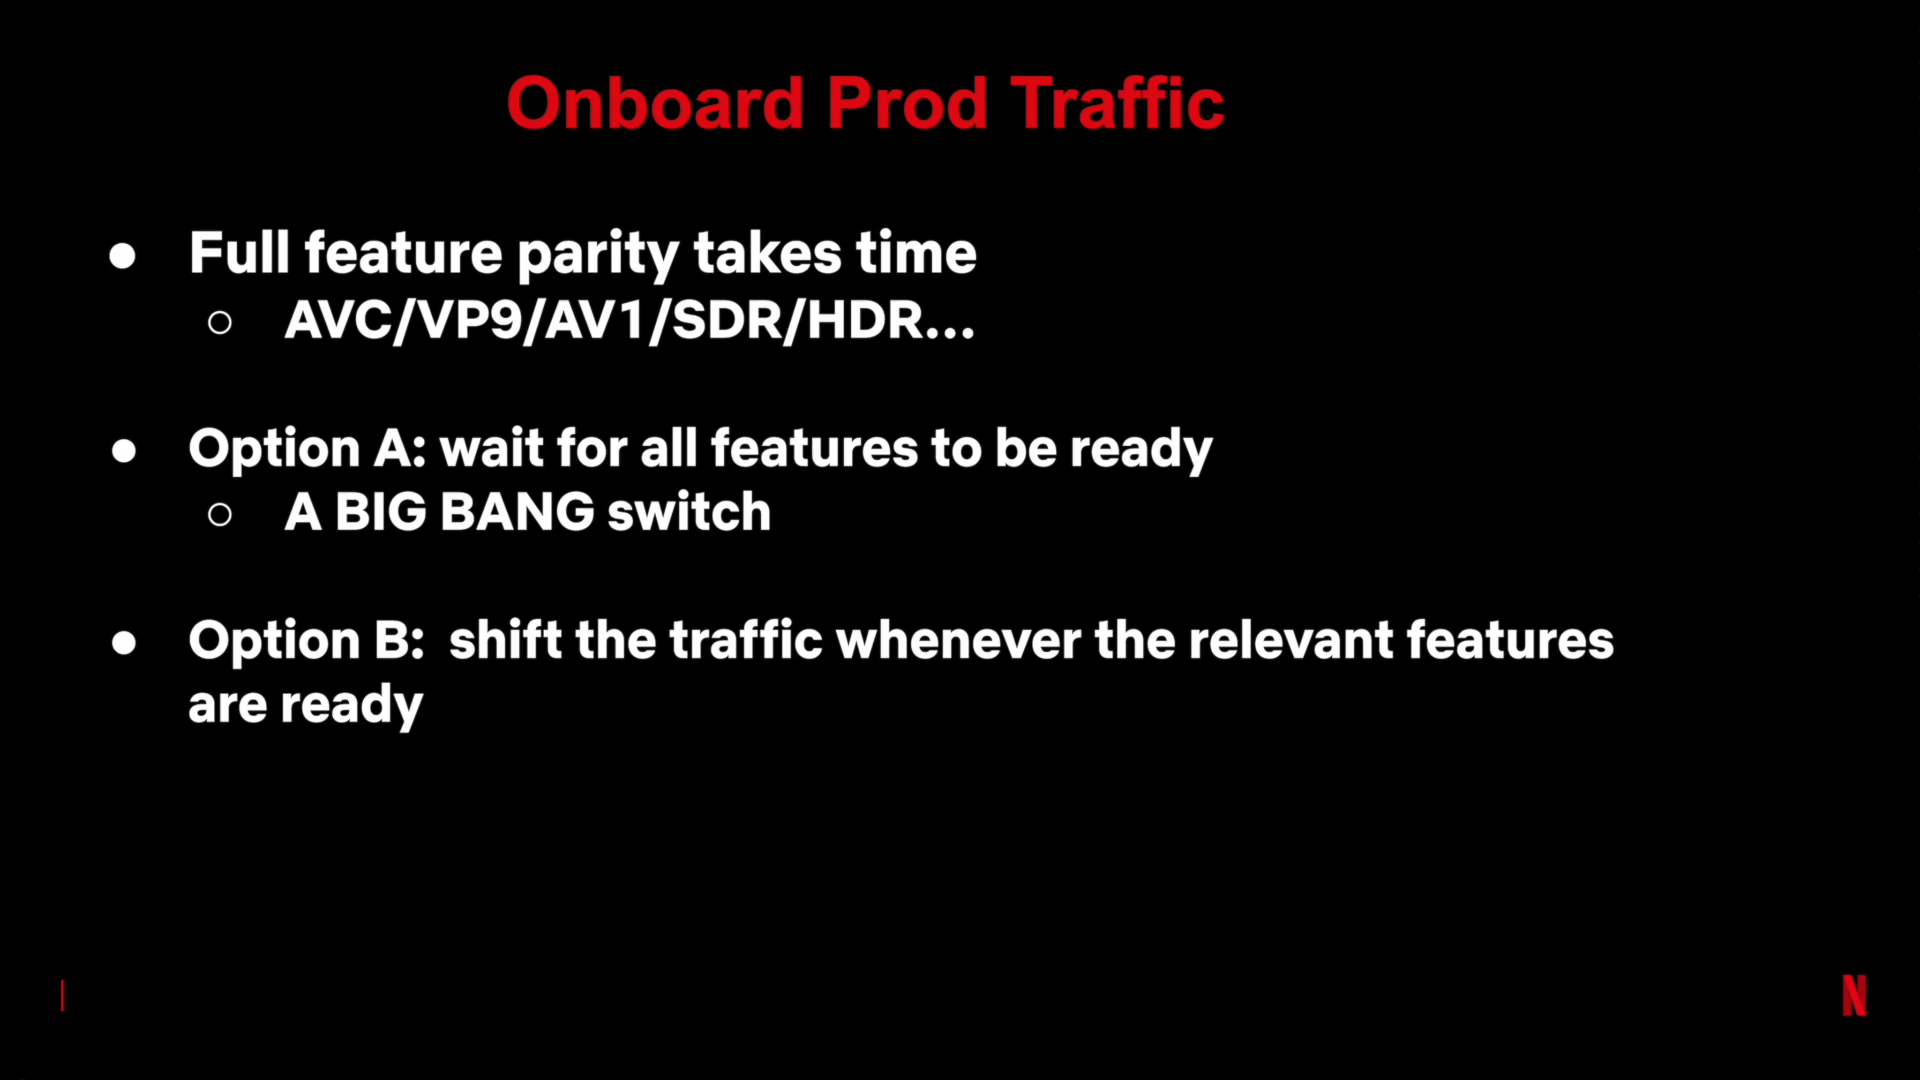 Onboard Prod Traffic
● Full feature parity takes time
○ AVC/VP9/AV1/SDR/HDR...
● Option A: wait for all features to be ready
○ A BIG BANG switch
● Option B:  shift the traffic whenever the relevant features
are ready
N